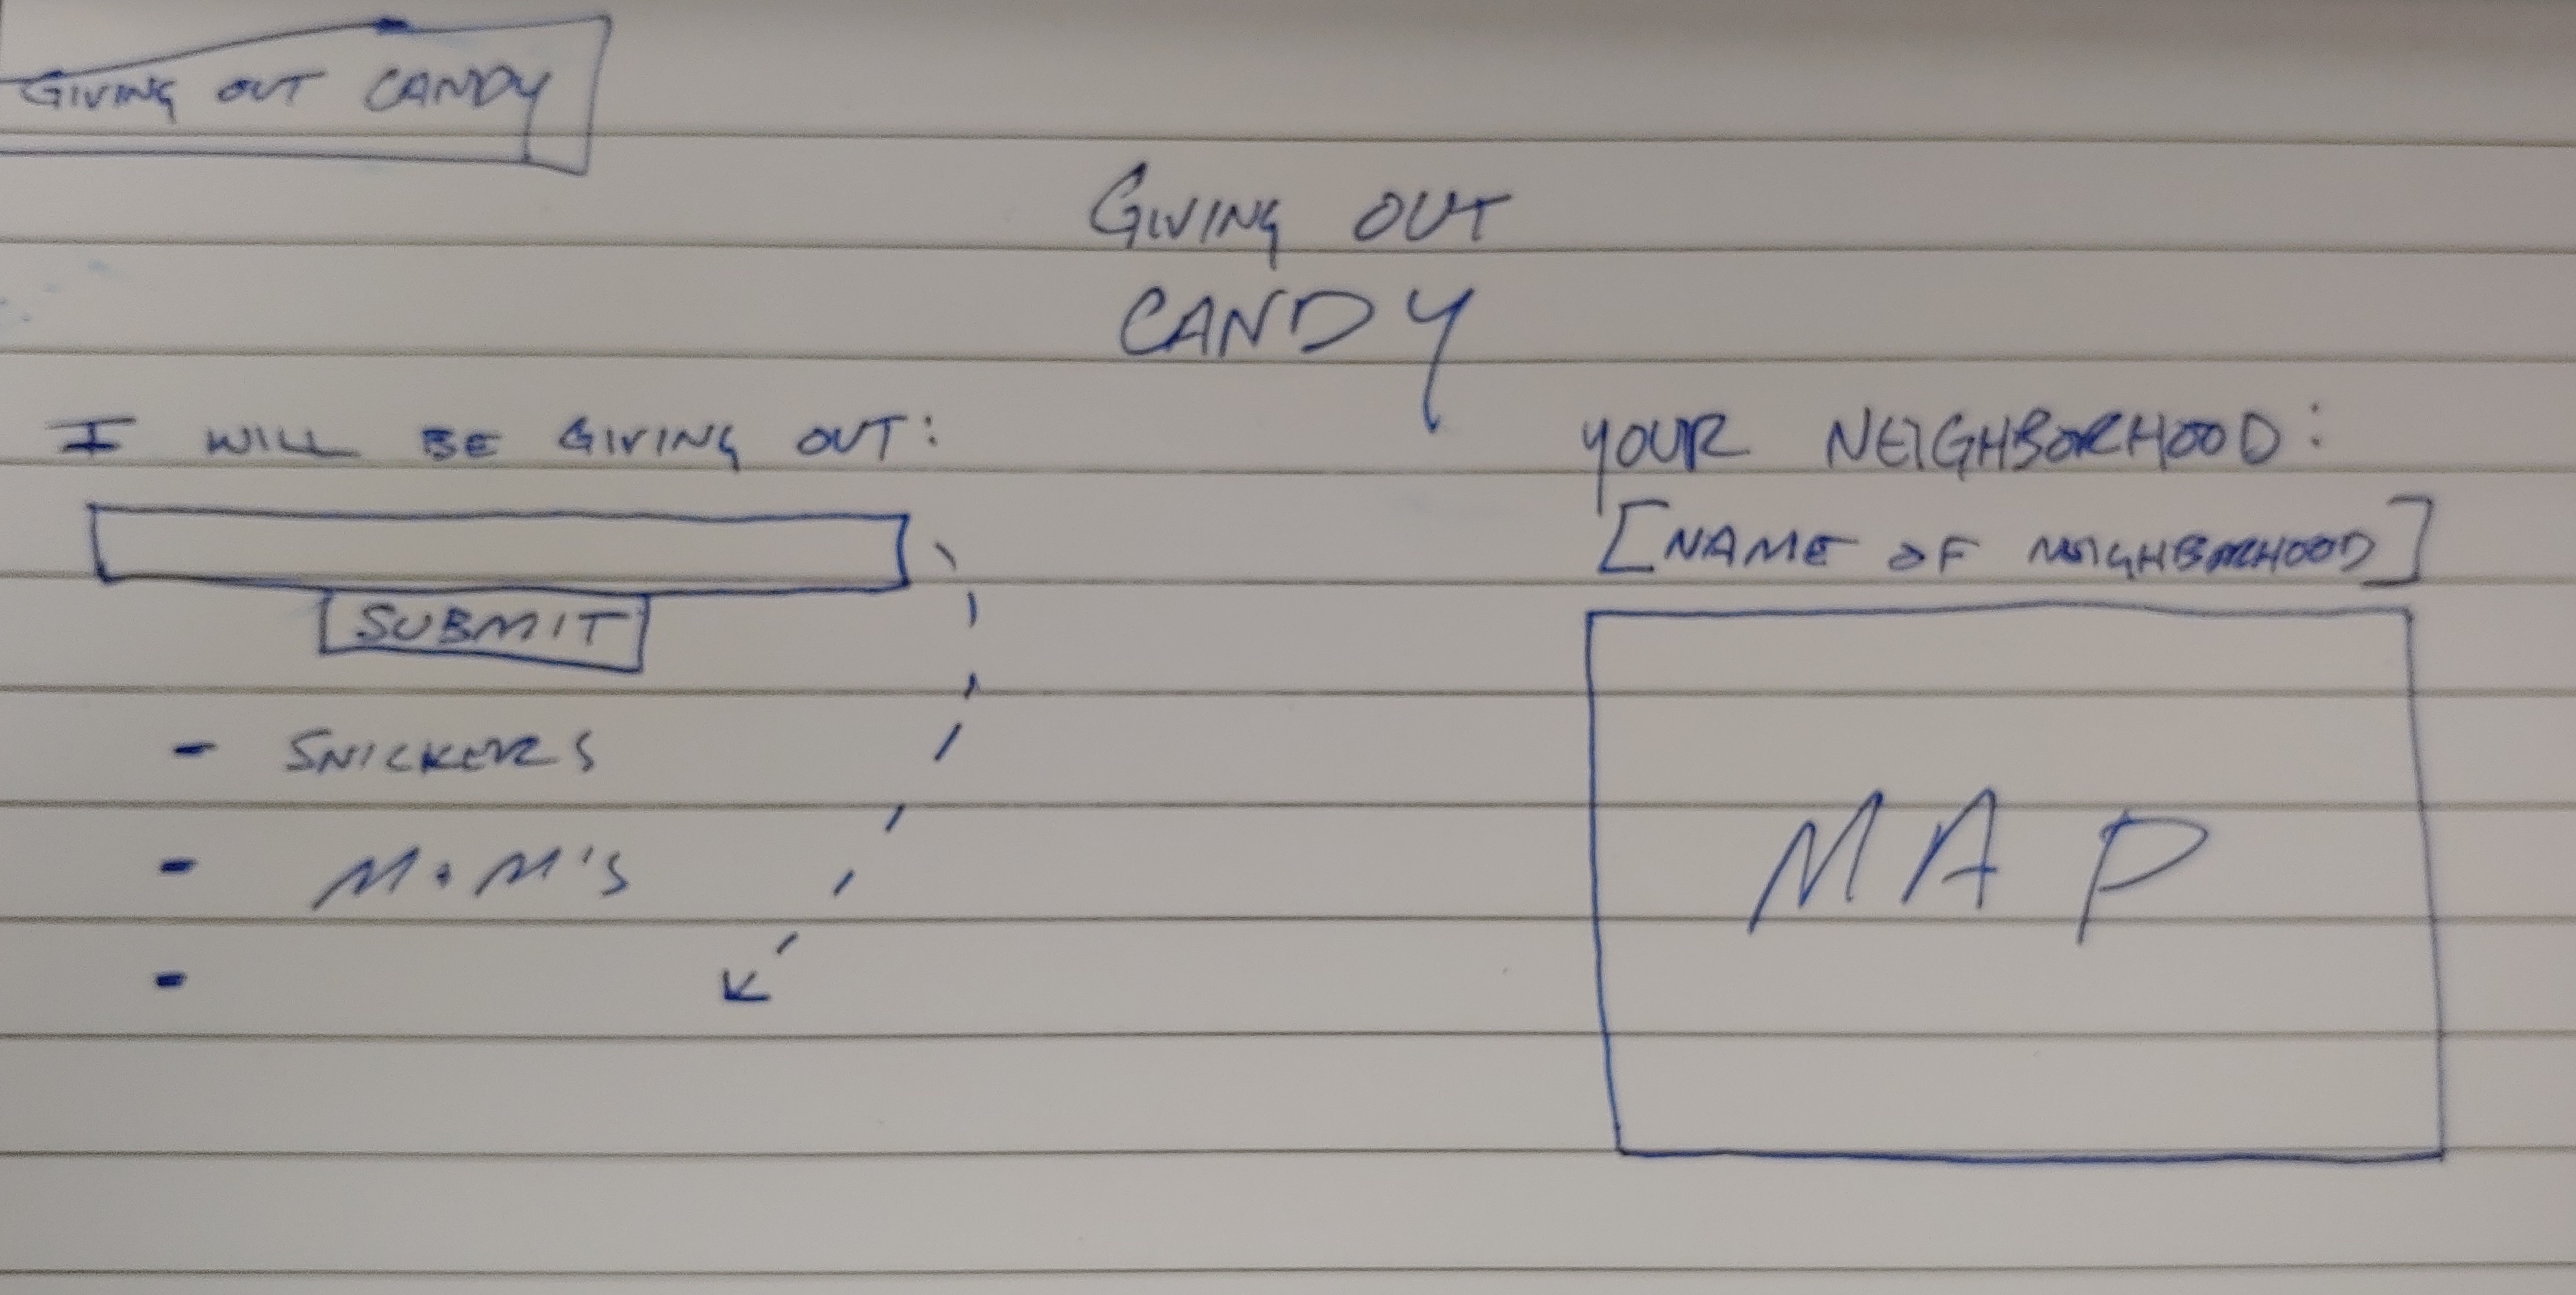 GIVING OUT CANDY
GIVING OUT
CANDY
I WILL BE GIVING OUT:
SUBMIT
- SNICKERS
- M+M'S
-
YOUR NEIGHBORHOOD:
[NAME OF NEIGHBORHOOD]
MAP